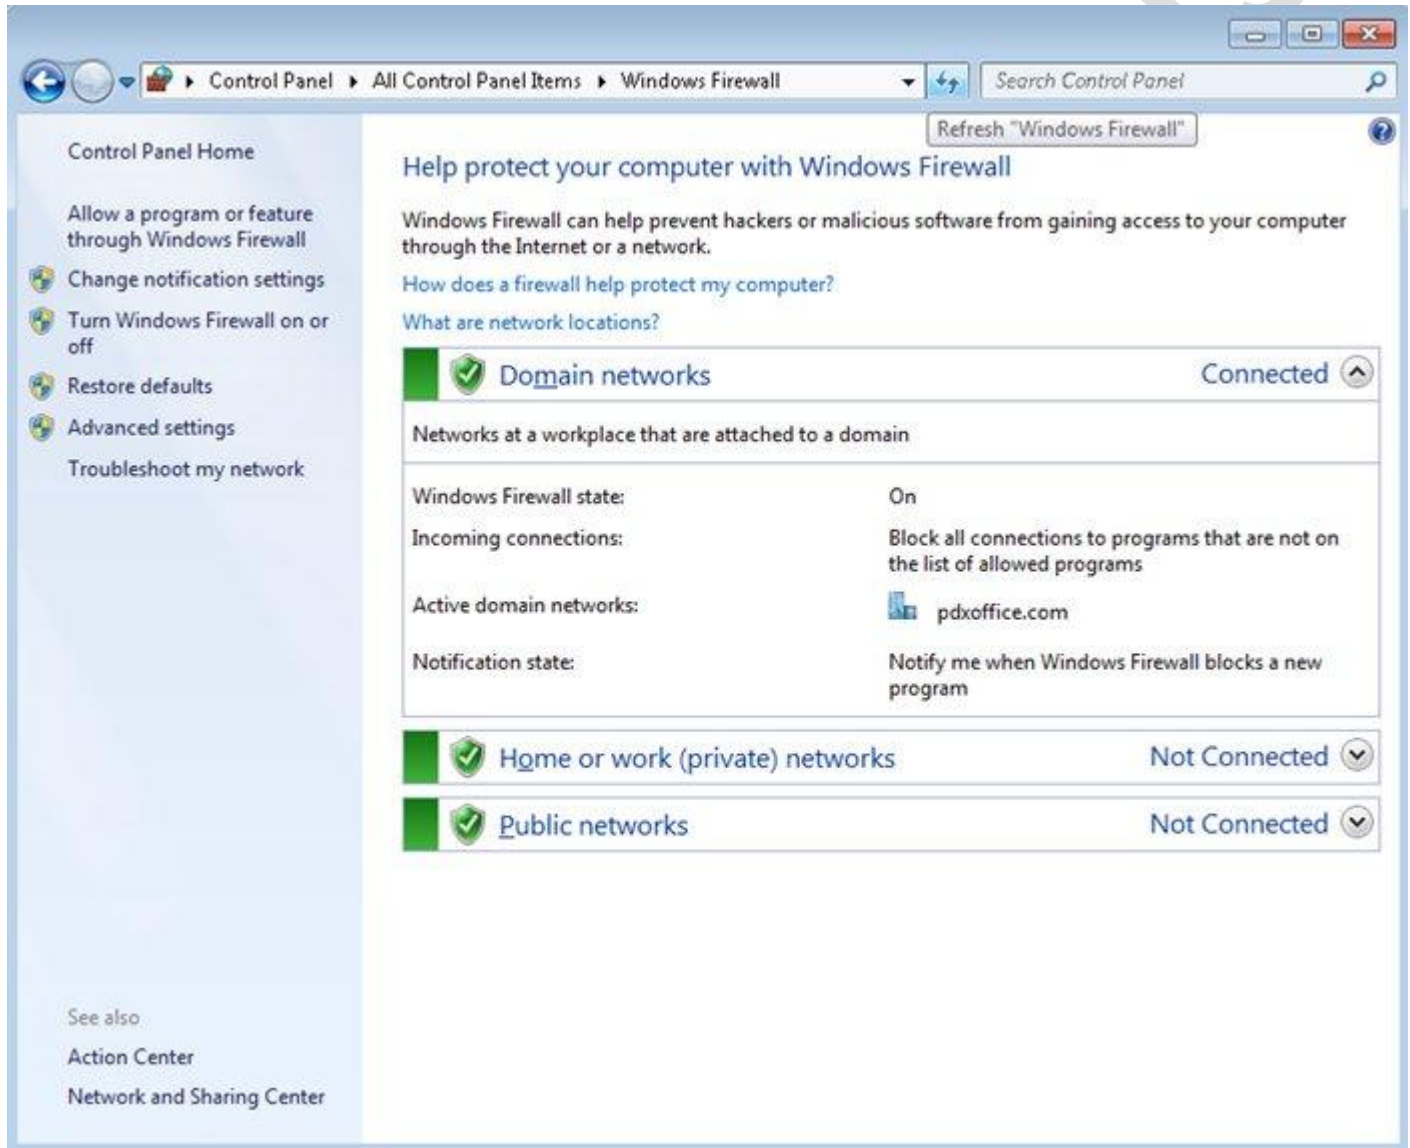 Control Panel ▸ All Control Panel Items ▸ Windows Firewall
Search Control Panel
Refresh "Windows Firewall"
Control Panel Home
Allow a program or feature
through Windows Firewall
Change notification settings
Turn Windows Firewall on or
off
Restore defaults
Advanced settings
Troubleshoot my network
See also
Action Center
Network and Sharing Center
Help protect your computer with Windows Firewall
Windows Firewall can help prevent hackers or malicious software from gaining access to your computer
through the Internet or a network.
How does a firewall help protect my computer?
What are network locations?
Domain networks Connected
Networks at a workplace that are attached to a domain
Windows Firewall state: On
Incoming connections: Block all connections to programs that are not on
the list of allowed programs
Active domain networks: pdxoffice.com
Notification state: Notify me when Windows Firewall blocks a new
program
Home or work (private) networks Not Connected
Public networks Not Connected